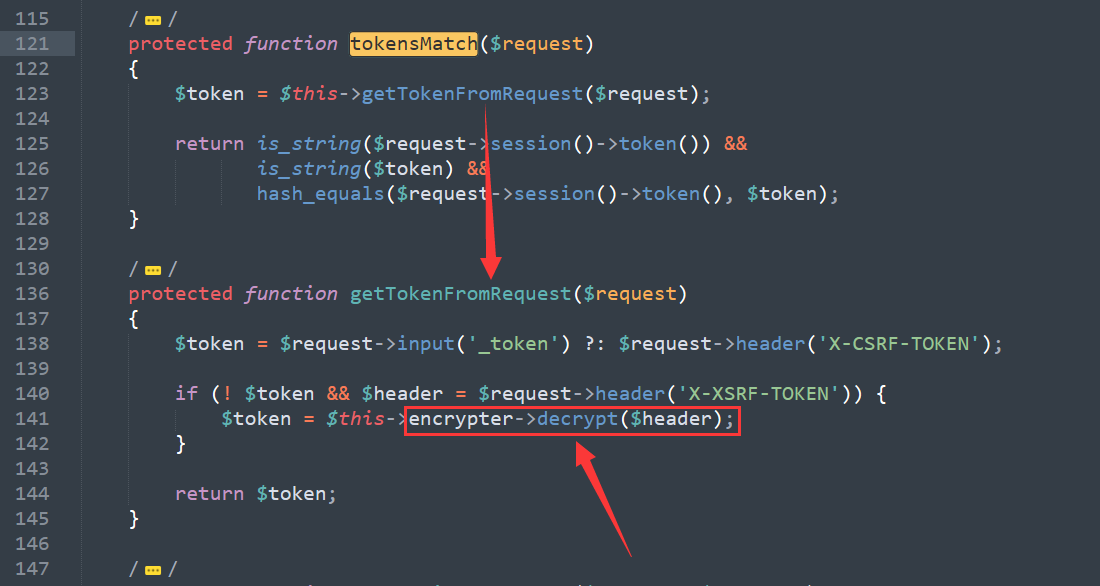 115 /…/
121 protected function tokensMatch($request)
122 {
123 $token = $this->getTokenFromRequest($request);
124
125 return is_string($request->session()->token()) &&
126 is_string($token) &&
127 hash_equals($request->session()->token(), $token);
128 }
129
130 /…/
136 protected function getTokenFromRequest($request)
137 {
138 $token = $request->input('_token') ?: $request->header('X-CSRF-TOKEN');
139
140 if (! $token && $header = $request->header('X-XSRF-TOKEN')) {
141 $token = $this->encrypter->decrypt($header);
142 }
143
144 return $token;
145 }
146
147 /…/